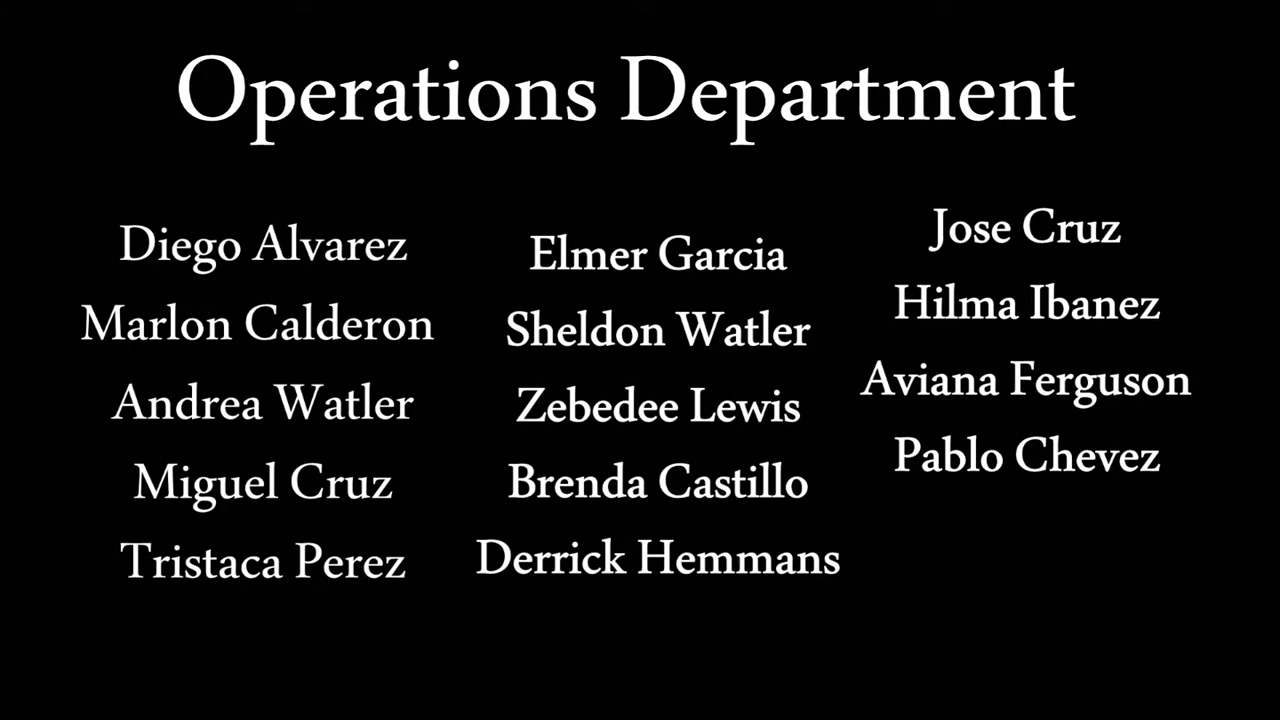 Operations Department
Diego Alvarez
Marlon Calderon
Andrea Watler
Miguel Cruz
Tristaca Perez
Elmer Garcia
Sheldon Watler
Zebedee Lewis
Brenda Castillo
Derrick Hemmans
Jose Cruz
Hilma Ibanez
Aviana Ferguson
Pablo Chevez